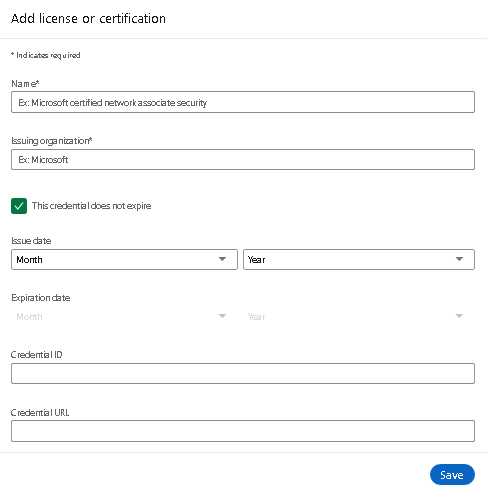 Add license or certification
* Indicates required
Name*
Ex: Microsoft certified network associate security
Issuing organization*
Ex: Microsoft
This credential does not expire
Issue date
Month Year
Expiration date
Month Year
Credential ID
Credential URL
Save